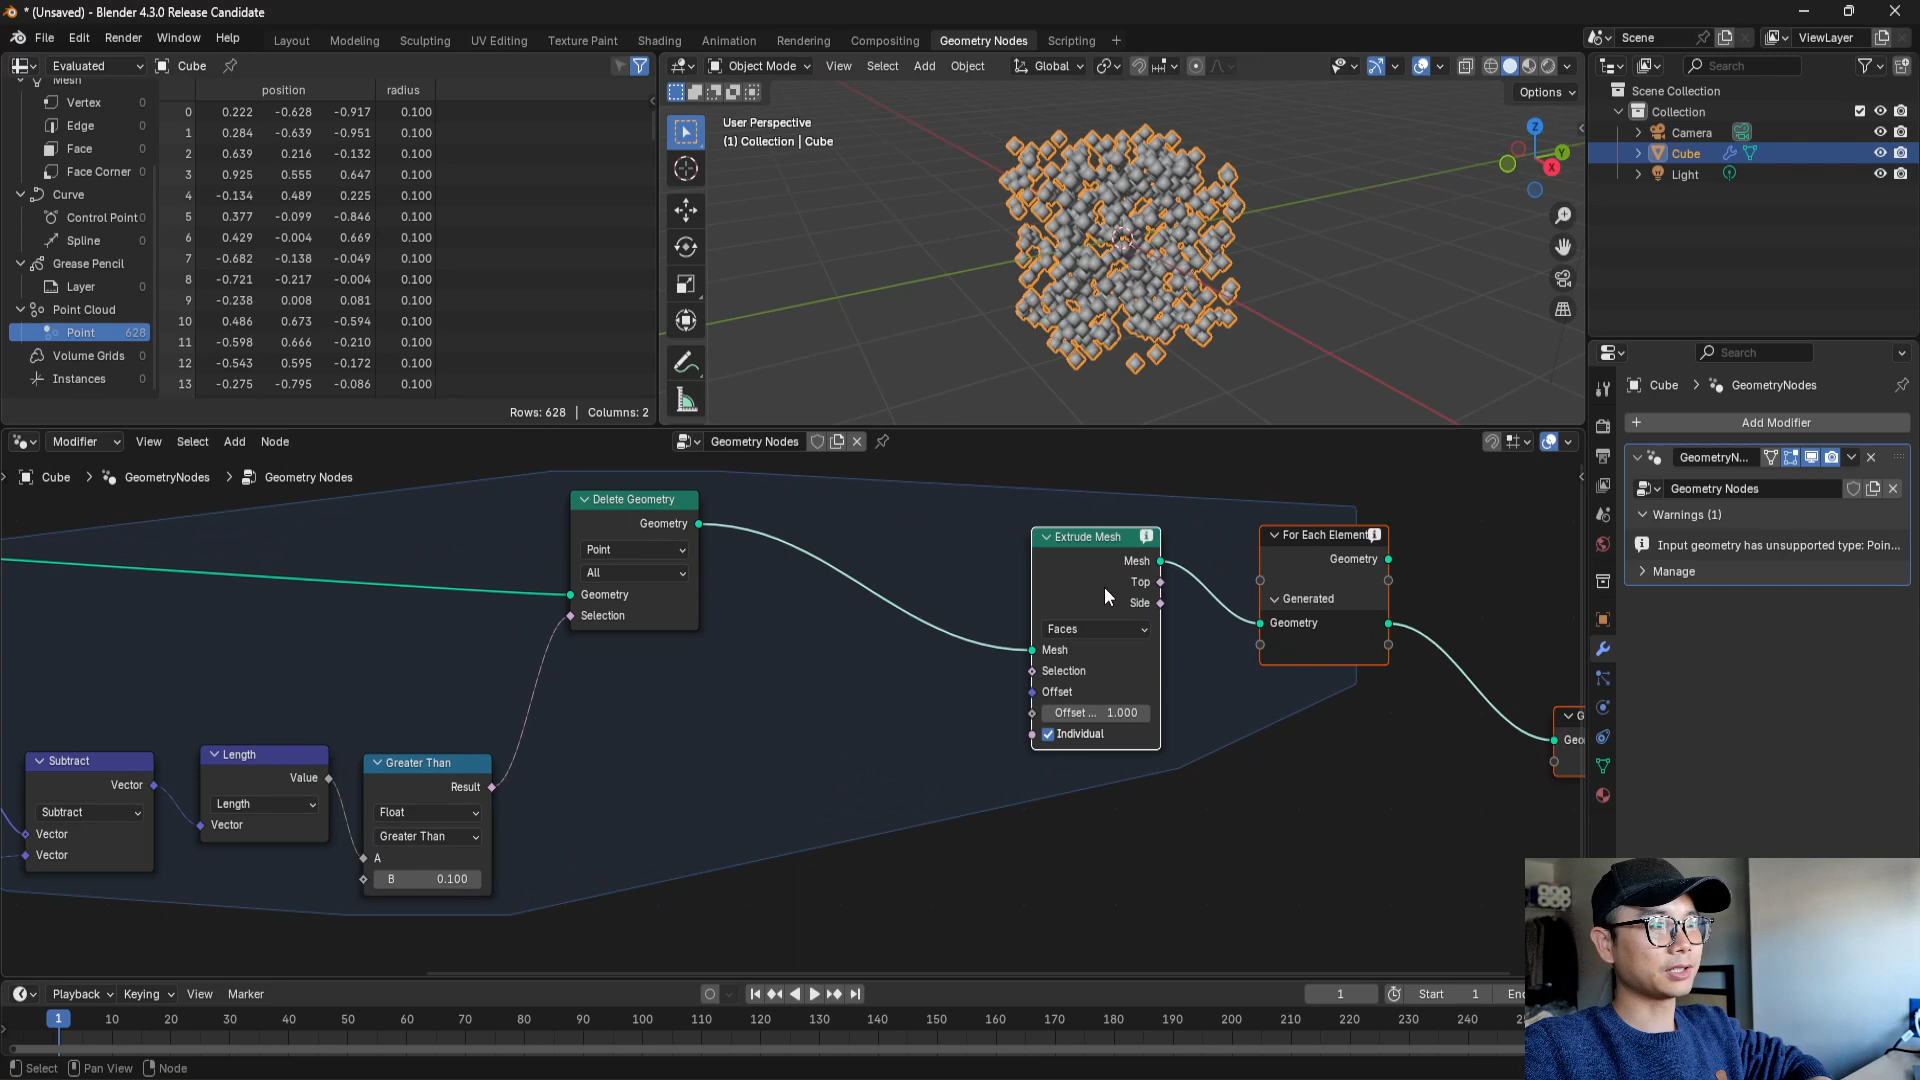 * (Unsaved) - Blender 4.3.0 Release Candidate
File Edit Render Window Help Layout Modeling Sculpting UV Editing Texture Paint Shading Animation Rendering Compositing Geometry Nodes Scripting + Scene ViewLayer
Evaluated Cube
Mesh
Vertex 0
Edge 0
Face 0
Face Corner 0
Curve
Control Point 0
Spline 0
Grease Pencil
Layer 0
Point Cloud
Point 628
Volume Grids 0
Instances 0
position radius
0 0.222 -0.628 -0.917 0.100
1 0.284 -0.639 -0.951 0.100
2 0.639 0.216 -0.132 0.100
3 0.925 0.555 0.647 0.100
4 -0.134 0.489 0.225 0.100
5 0.377 -0.099 -0.846 0.100
6 0.429 -0.004 0.669 0.100
7 -0.682 -0.138 -0.049 0.100
8 -0.721 -0.217 -0.004 0.100
9 -0.238 0.008 0.081 0.100
10 0.486 0.673 -0.594 0.100
11 -0.598 0.666 -0.210 0.100
12 -0.543 0.595 -0.172 0.100
13 -0.275 -0.795 -0.086 0.100
Rows: 628 | Columns: 2
Object Mode View Select Add Object Global
Options
User Perspective
(1) Collection | Cube
Z
Y
X
Search
Scene Collection
Collection
Camera
Cube
Light
Search
Cube > GeometryNodes
+ Add Modifier
GeometryN...
Geometry Nodes
Warnings (1)
Input geometry has unsupported type: Poin...
Manage
Modifier View Select Add Node Geometry Nodes
Cube > GeometryNodes > Geometry Nodes
Delete Geometry
Geometry
Point
All
Geometry
Selection
Extrude Mesh
Mesh
Top
Side
Faces
Mesh
Selection
Offset
Offset ... 1.000
Individual
For Each Element
Geometry
Generated
Geometry
G
Geo
Subtract
Vector
Subtract
Vector
Vector
Length
Value
Length
Vector
Greater Than
Result
Float
Greater Than
A
B 0.100
Playback Keying View Marker 1 Start 1 End
1 10 20 30 40 50 60 70 80 90 100 110 120 130 140 150 160 170 180 190 200 210 220 230 240
Select Pan View Node